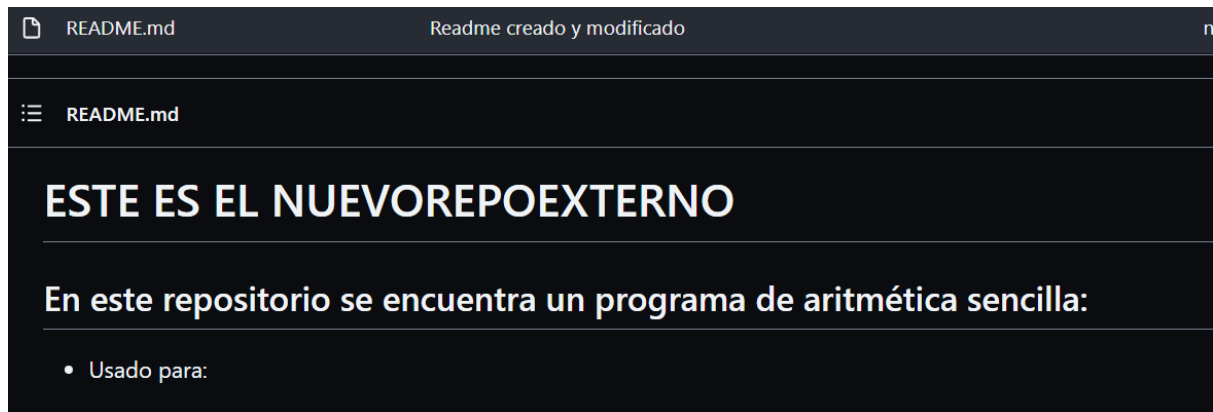 README.md Readme creado y modificado
README.md
ESTE ES EL NUEVOREPOEXTERNO
En este repositorio se encuentra un programa de aritmética sencilla:
• Usado para: